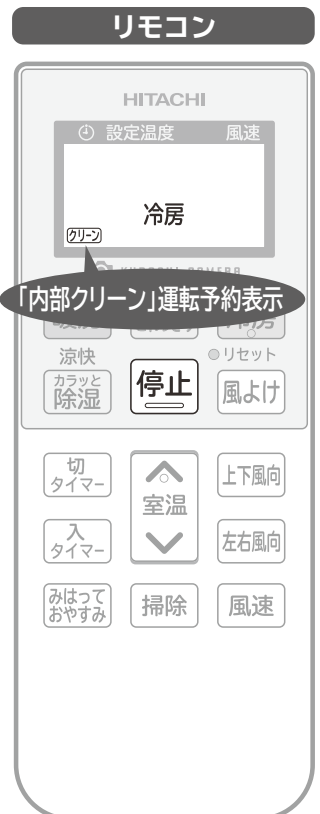 リモコン
HITACHI
設定温度 風速
冷房
クリーン
「内部クリーン」運転予約表示
涼快
リセット
カラッと
除湿
停止
風よけ
切
タイマー
室温
上下風向
入
タイマー
左右風向
みはって
おやすみ
掃除
風速